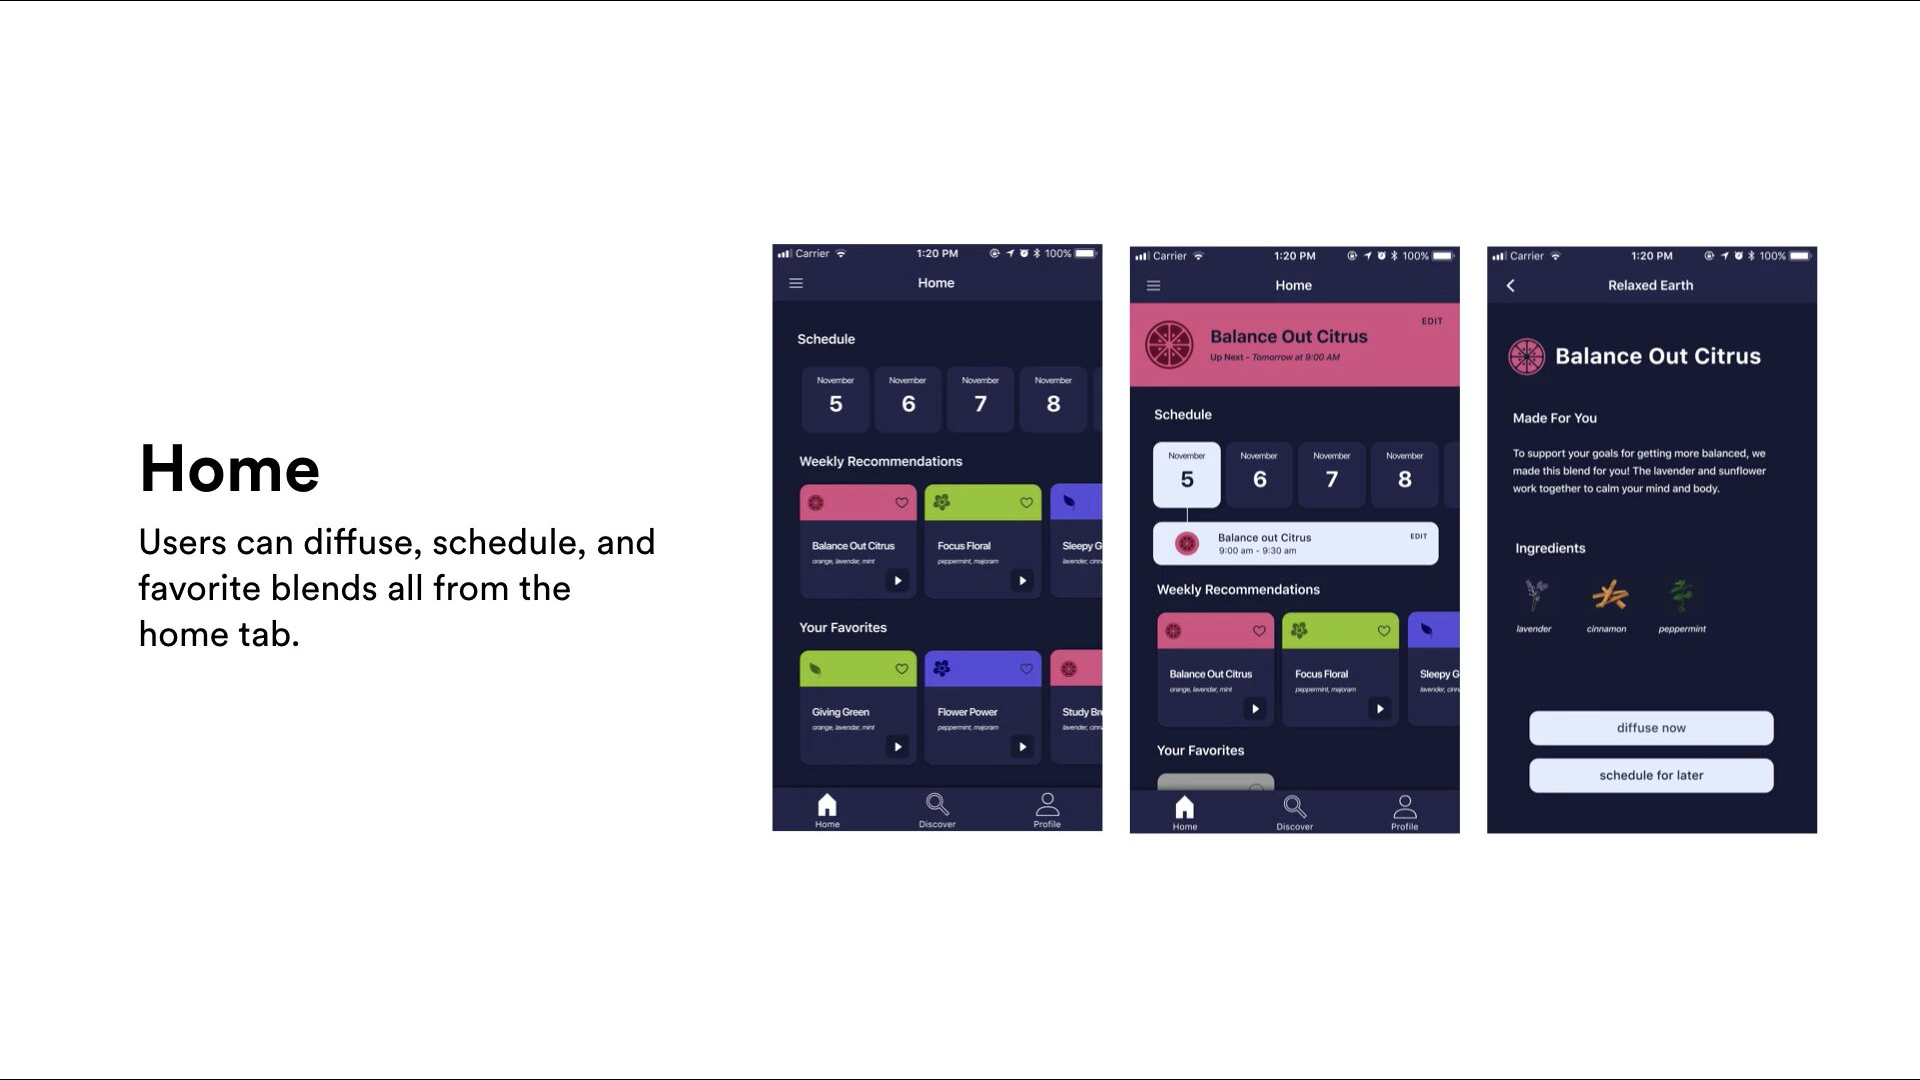 Home
Users can diffuse, schedule, and
favorite blends all from the
home tab.
Carrier 1:20 PM 100%
Home
Schedule
November November November November
5 6 7 8
Weekly Recommendations
Balance Out Citrus Focus Floral Sleepy G
orange, lavendar, mint peppermint, majoram lavender, cinn
Your Favorites
Giving Green Flower Power Study Bre
orange, lavendar, mint peppermint, majoram lavender, cinn
Home Discover Profile
Carrier 1:20 PM 100%
Home
EDIT
Balance Out Citrus
Up Next - Tomorrow at 9:00 AM
Schedule
November November November November
5 6 7 8
Balance out Citrus EDIT
9:00 am - 9:30 am
Weekly Recommendations
Balance Out Citrus Focus Floral Sleepy G
orange, lavendar, mint peppermint, majoram lavender, cinn
Your Favorites
Home Discover Profile
Carrier 1:20 PM 100%
Relaxed Earth
Balance Out Citrus
Made For You
To support your goals for getting more balanced, we
made this blend for you! The lavender and sunflower
work together to calm your mind and body.
Ingredients
lavender cinnamon peppermint
diffuse now
schedule for later